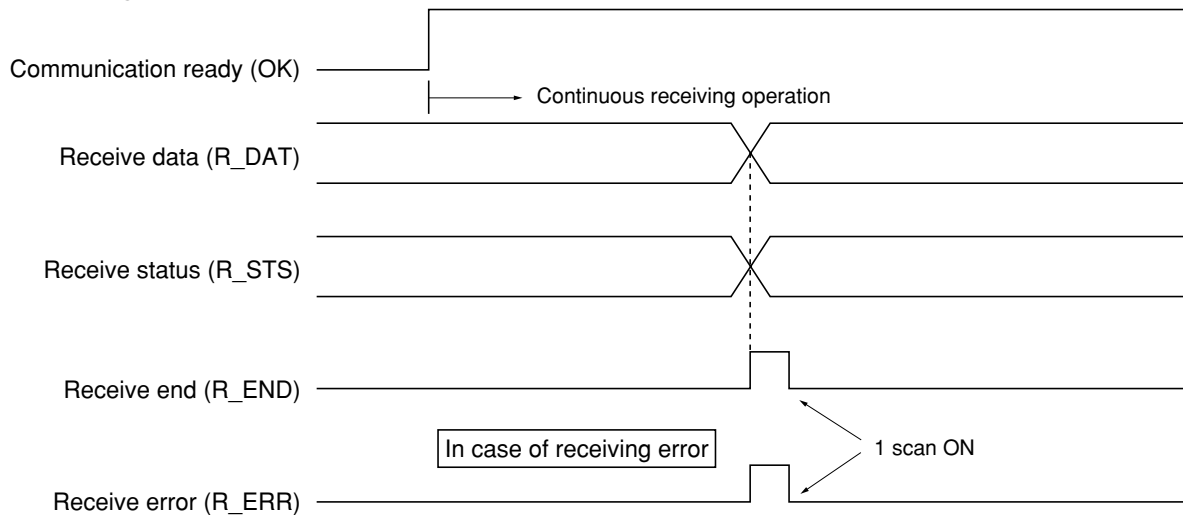 Communication ready (OK)
Continuous receiving operation
Receive data (R_DAT)
Receive status (R_STS)
Receive end (R_END)
In case of receiving error
1 scan ON
Receive error (R_ERR)